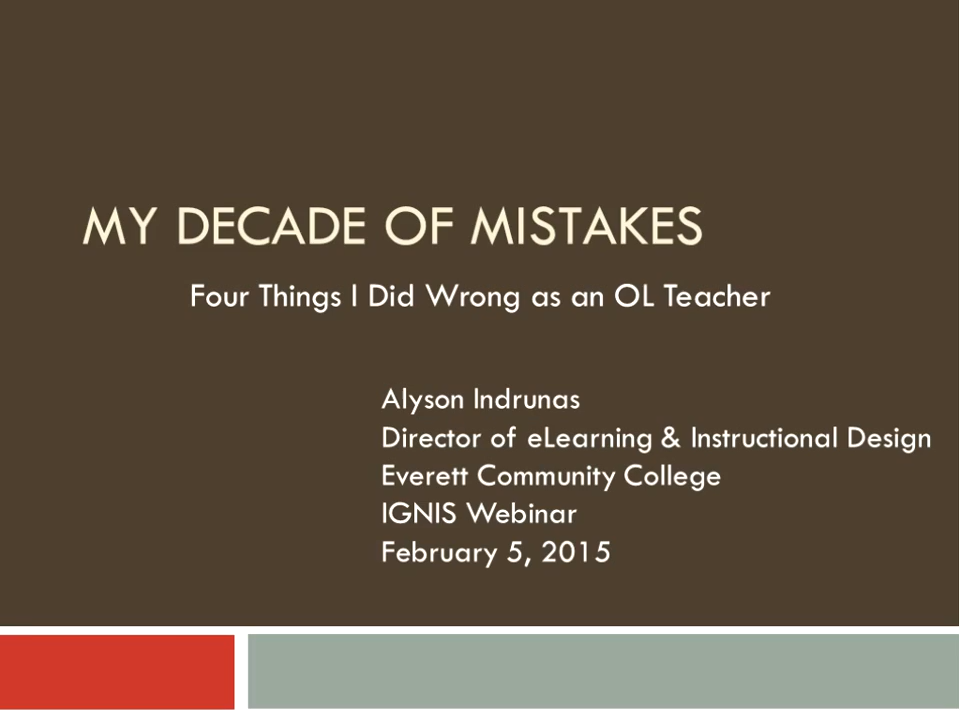 MY DECADE OF MISTAKES
Four Things I Did Wrong as an OL Teacher
Alyson Indrunas
Director of eLearning & Instructional Design
Everett Community College
IGNIS Webinar
February 5, 2015